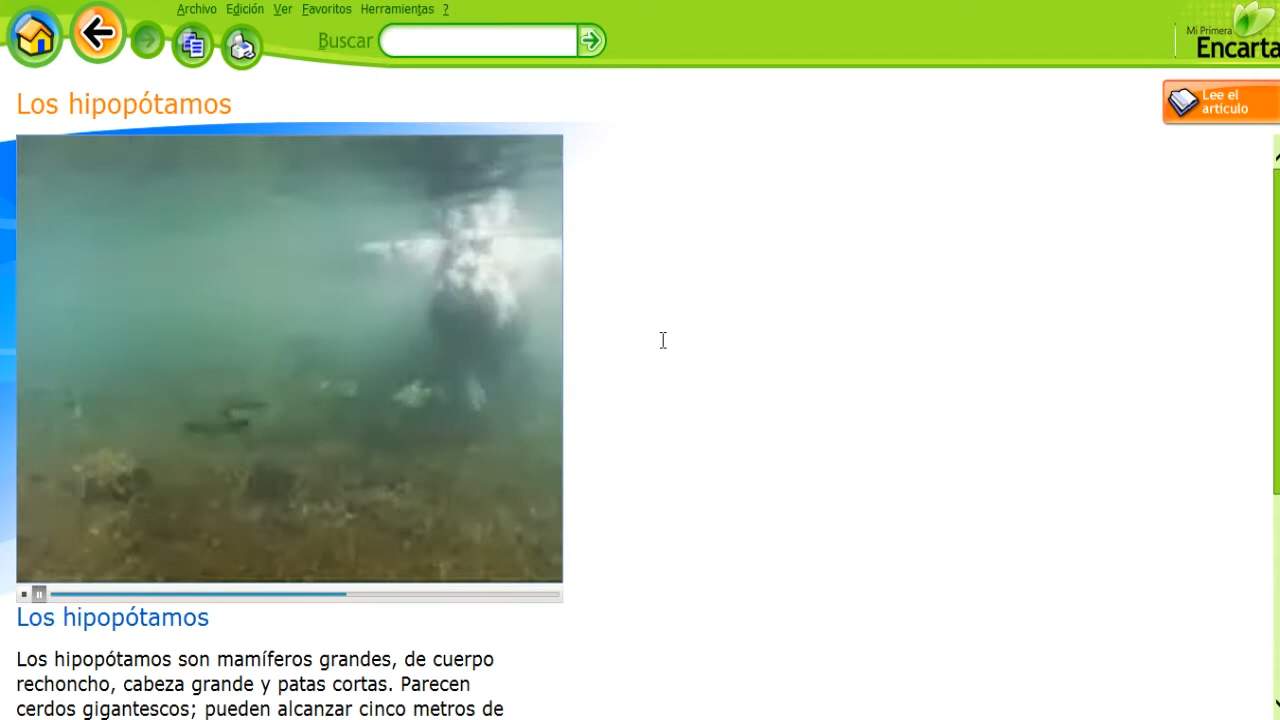 Archivo Edición Ver Favoritos Herramientas ?
Buscar
Mi Primera
Encarta
Los hipopótamos
Lee el
artículo
Los hipopótamos
Los hipopótamos son mamíferos grandes, de cuerpo
rechoncho, cabeza grande y patas cortas. Parecen
cerdos gigantescos; pueden alcanzar cinco metros de